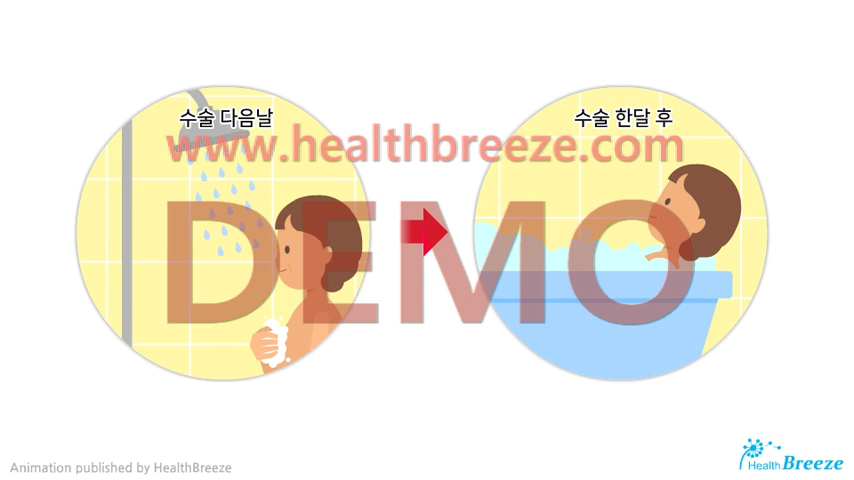 수술 다음날
수술 한달 후
www.healthbreeze.com
DEMO
Animation published by HealthBreeze
Health Breeze